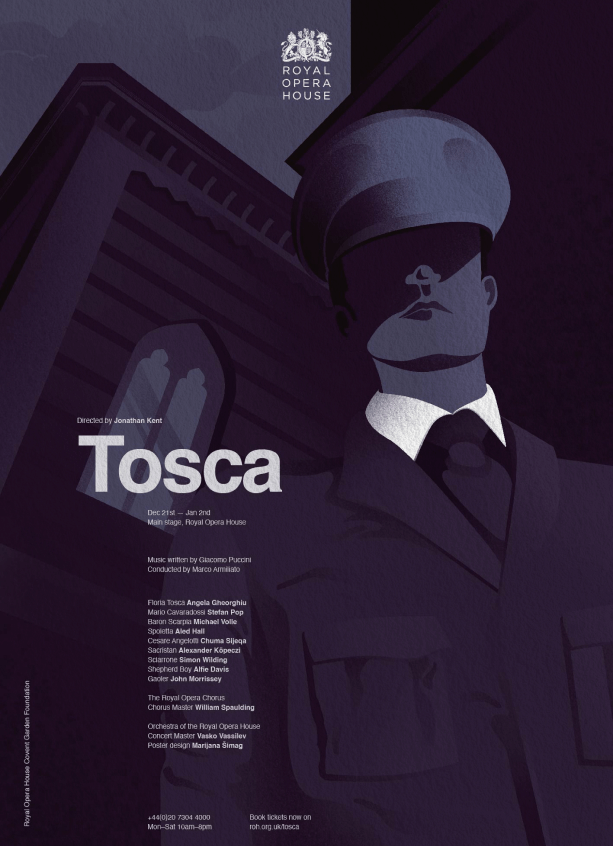 ROYAL
OPERA
HOUSE
Directed by Jonathan Kent
Tosca
Dec 21st — Jan 2nd
Main stage, Royal Opera House
Music written by Giacomo Puccini
Conducted by Marco Armiliato
Floria Tosca Angela Gheorghiu
Mario Cavaradossi Stefan Pop
Baron Scarpia Michael Volle
Spoletta Aled Hall
Cesare Angelotti Chuma Sijeqa
Sacristan Alexander Köpeczi
Sciarrone Simon Wilding
Shepherd Boy Alfie Davis
Gaoler John Morrissey
The Royal Opera Chorus
Chorus Master William Spaulding
Orchestra of the Royal Opera House
Concert Master Vasko Vassilev
Poster design Marijana Šimag
Royal Opera House Covent Garden Foundation
+44(0)20 7304 4000
Mon–Sat 10am–8pm
Book tickets now on
roh.org.uk/tosca